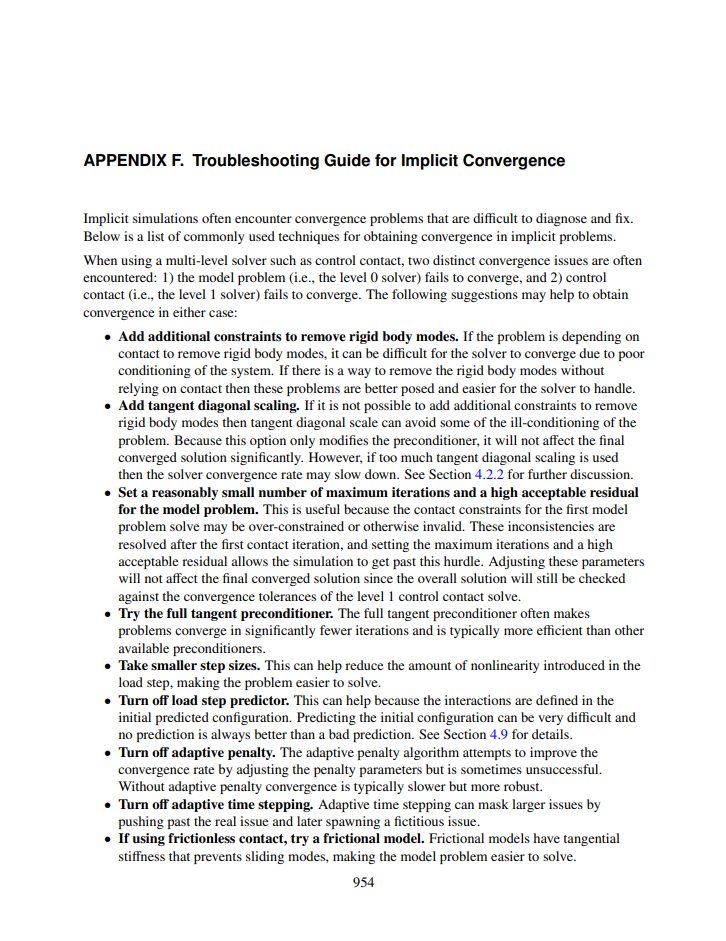 APPENDIX F. Troubleshooting Guide for Implicit Convergence
Implicit simulations often encounter convergence problems that are difficult to diagnose and fix.
Below is a list of commonly used techniques for obtaining convergence in implicit problems.
When using a multi-level solver such as control contact, two distinct convergence issues are often
encountered: 1) the model problem (i.e., the level 0 solver) fails to converge, and 2) control
contact (i.e., the level 1 solver) fails to converge. The following suggestions may help to obtain
convergence in either case:
• Add additional constraints to remove rigid body modes. If the problem is depending on
contact to remove rigid body modes, it can be difficult for the solver to converge due to poor
conditioning of the system. If there is a way to remove the rigid body modes without
relying on contact then these problems are better posed and easier for the solver to handle.
• Add tangent diagonal scaling. If it is not possible to add additional constraints to remove
rigid body modes then tangent diagonal scale can avoid some of the ill-conditioning of the
problem. Because this option only modifies the preconditioner, it will not affect the final
converged solution significantly. However, if too much tangent diagonal scaling is used
then the solver convergence rate may slow down. See Section 4.2.2 for further discussion.
• Set a reasonably small number of maximum iterations and a high acceptable residual
for the model problem. This is useful because the contact constraints for the first model
problem solve may be over-constrained or otherwise invalid. These inconsistencies are
resolved after the first contact iteration, and setting the maximum iterations and a high
acceptable residual allows the simulation to get past this hurdle. Adjusting these parameters
will not affect the final converged solution since the overall solution will still be checked
against the convergence tolerances of the level 1 control contact solve.
• Try the full tangent preconditioner. The full tangent preconditioner often makes
problems converge in significantly fewer iterations and is typically more efficient than other
available preconditioners.
• Take smaller step sizes. This can help reduce the amount of nonlinearity introduced in the
load step, making the problem easier to solve.
• Turn off load step predictor. This can help because the interactions are defined in the
initial predicted configuration. Predicting the initial configuration can be very difficult and
no prediction is always better than a bad prediction. See Section 4.9 for details.
• Turn off adaptive penalty. The adaptive penalty algorithm attempts to improve the
convergence rate by adjusting the penalty parameters but is sometimes unsuccessful.
Without adaptive penalty convergence is typically slower but more robust.
• Turn off adaptive time stepping. Adaptive time stepping can mask larger issues by
pushing past the real issue and later spawning a fictitious issue.
• If using frictionless contact, try a frictional model. Frictional models have tangential
stiffness that prevents sliding modes, making the model problem easier to solve.
954